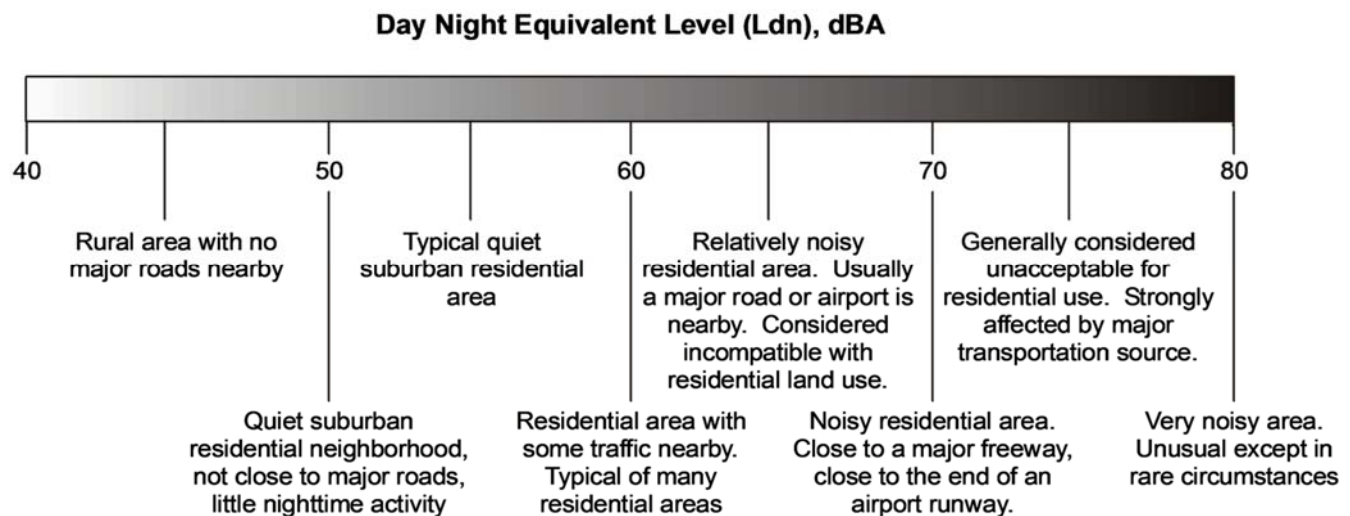 Day Night Equivalent Level (Ldn), dBA
40
50
60
70
80
Rural area with no
major roads nearby
Typical quiet
suburban residential
area
Relatively noisy
residential area. Usually
a major road or airport is
nearby. Considered
incompatible with
residential land use.
Generally considered
unacceptable for
residential use. Strongly
affected by major
transportation source.
Quiet suburban
residential neighborhood,
not close to major roads,
little nighttime activity
Residential area with
some traffic nearby.
Typical of many
residential areas
Noisy residential area.
Close to a major freeway,
close to the end of an
airport runway.
Very noisy area.
Unusual except in
rare circumstances